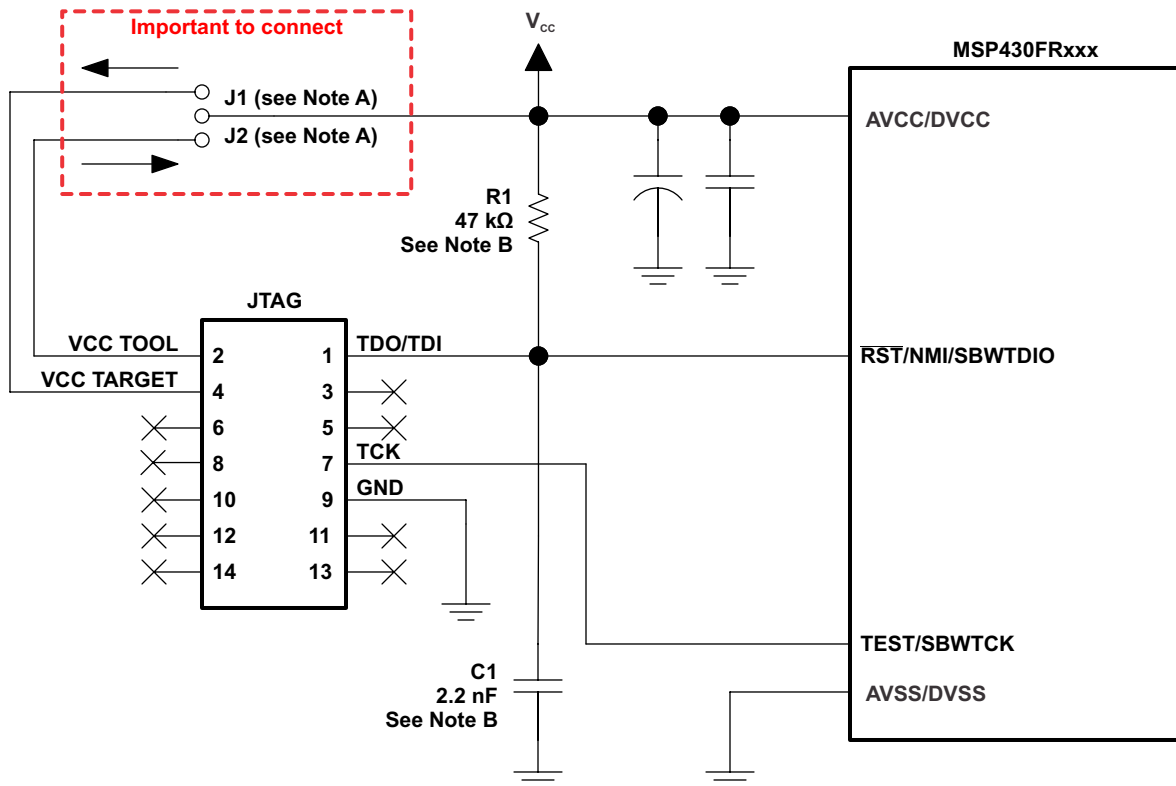 Important to connect
J1 (see Note A)
J2 (see Note A)
Vcc
MSP430FRxxx
AVCC/DVCC
R1
47 kΩ
See Note B
JTAG
VCC TOOL
2
1
TDO/TDI
RST/NMI/SBWTDIO
VCC TARGET
4
3
6
5
8
7
TCK
10
9
GND
12
11
14
13
TEST/SBWTCK
C1
2.2 nF
See Note B
AVSS/DVSS